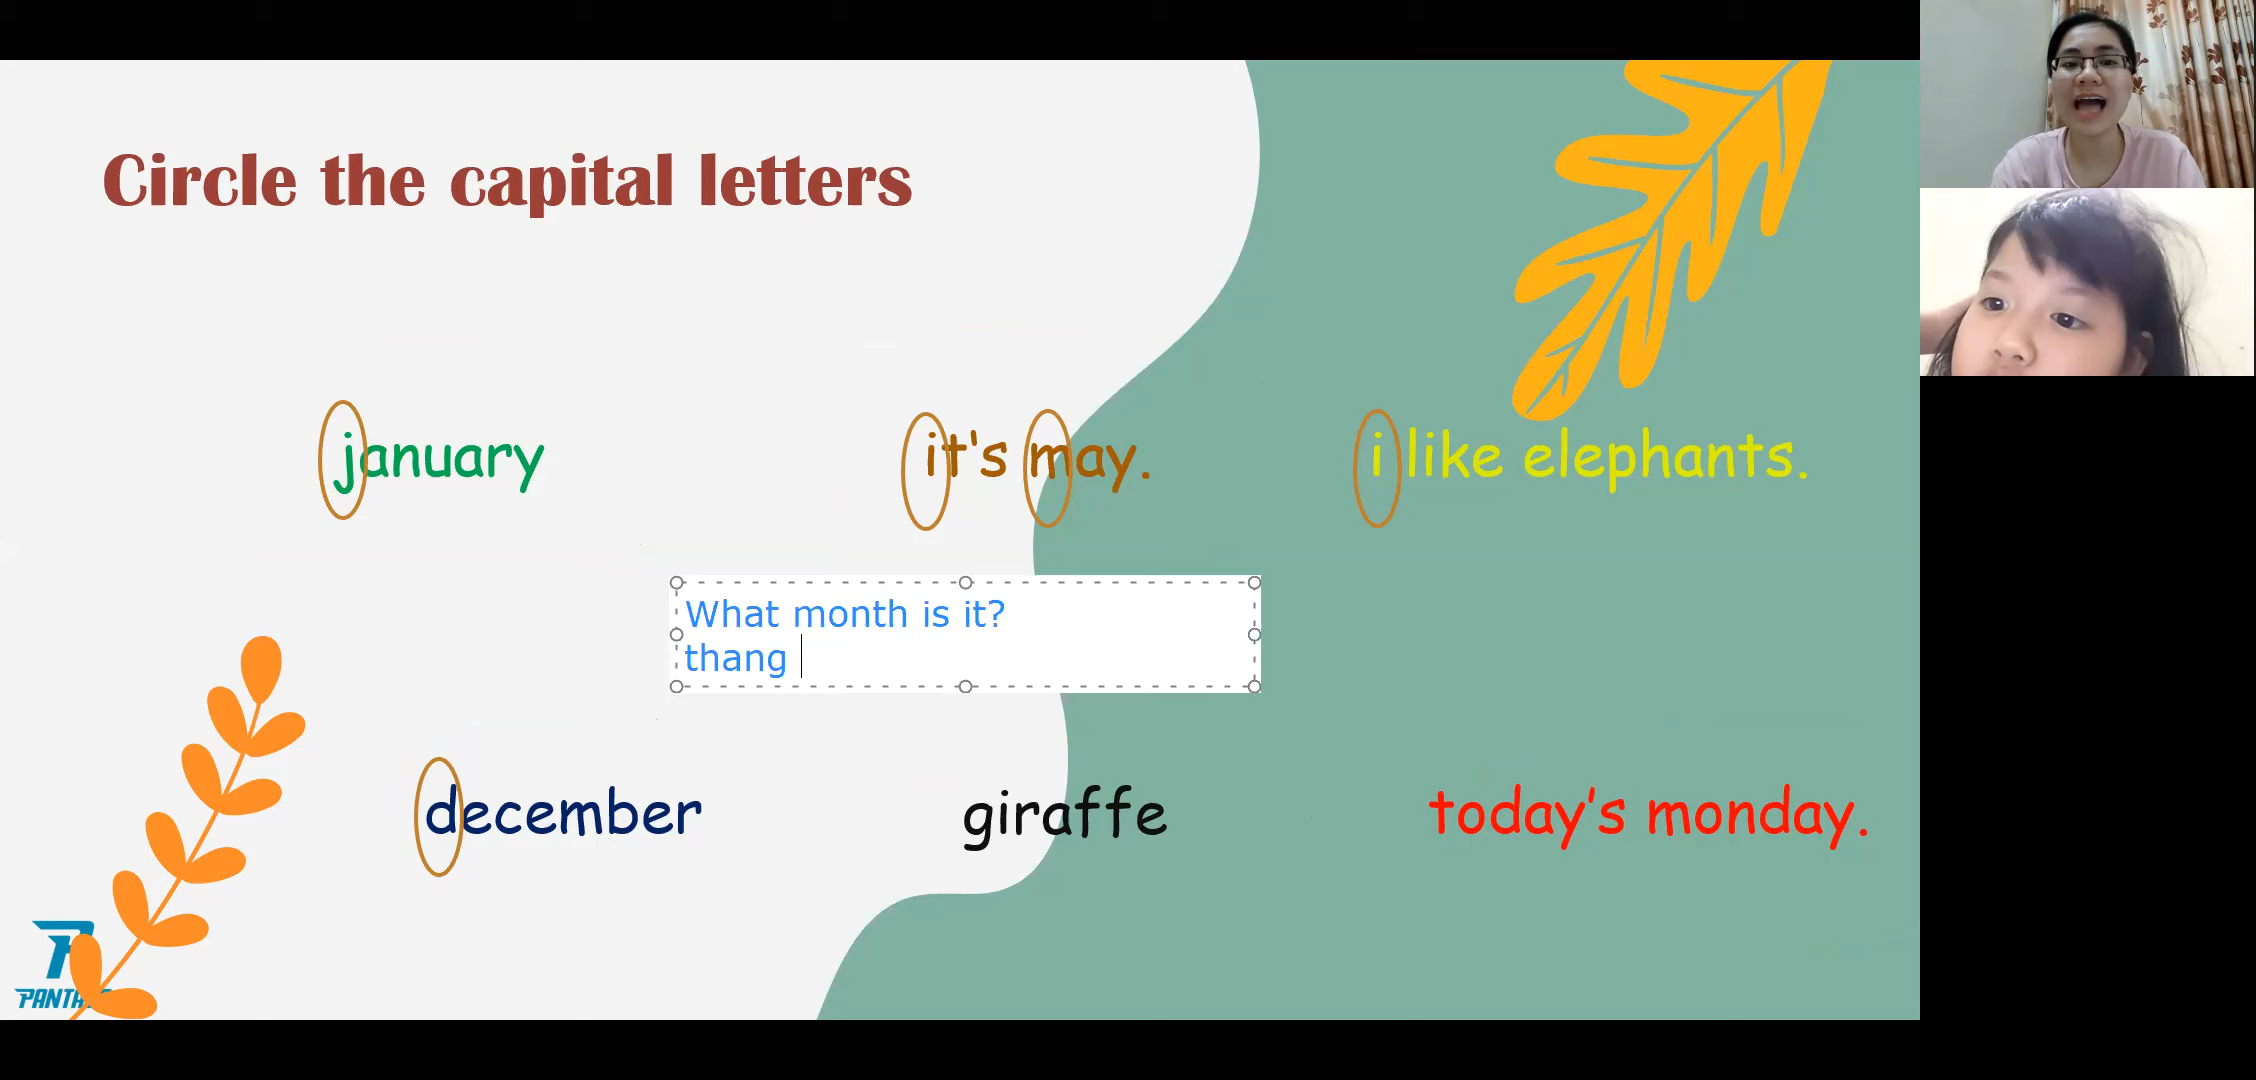 Circle the capital letters
january
it's may.
i like elephants.
What month is it?
thang
december
giraffe
today's monday.